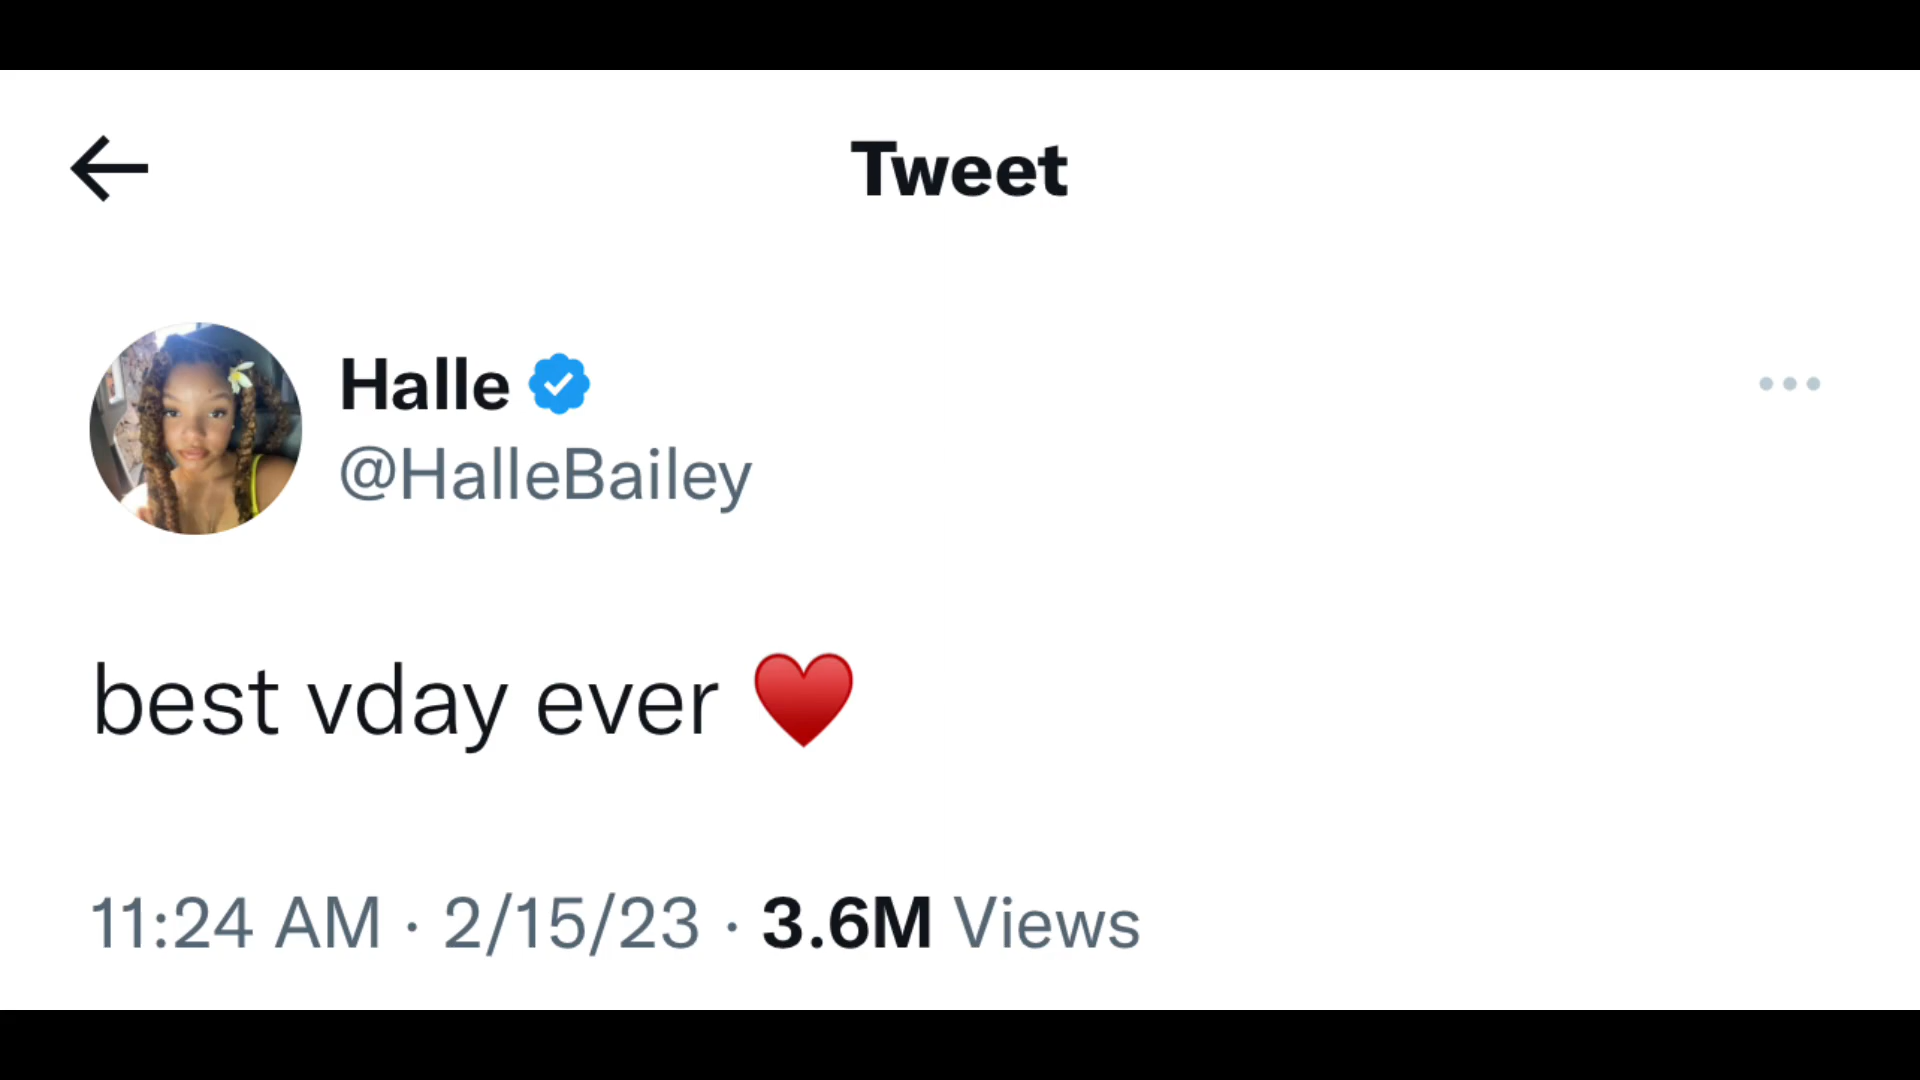 Tweet
Halle
@HalleBailey
best vday ever ♥️
11:24 AM · 2/15/23 · 3.6M Views